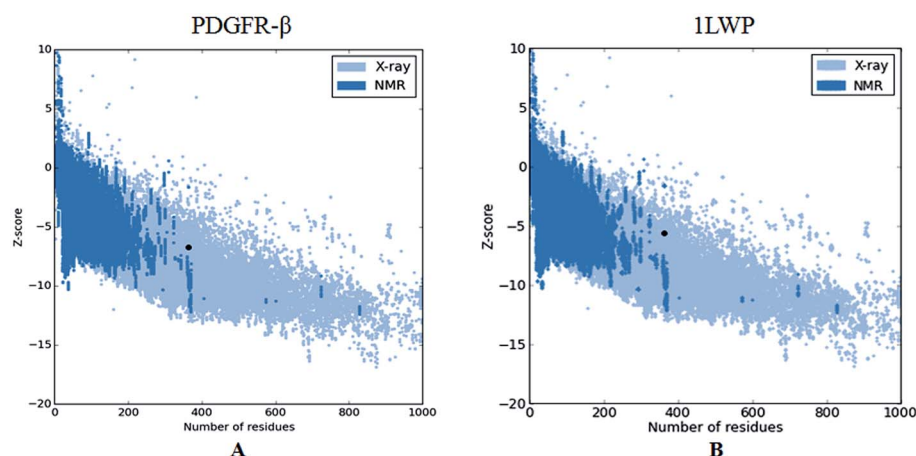 PDGFR-β
10
5
0
−5
−10
−15
−20
Z-score
0 200 400 600 800 1000
Number of residues
X-ray
NMR
A
1LWP
10
5
0
−5
−10
−15
−20
Z-score
0 200 400 600 800 1000
Number of residues
X-ray
NMR
B